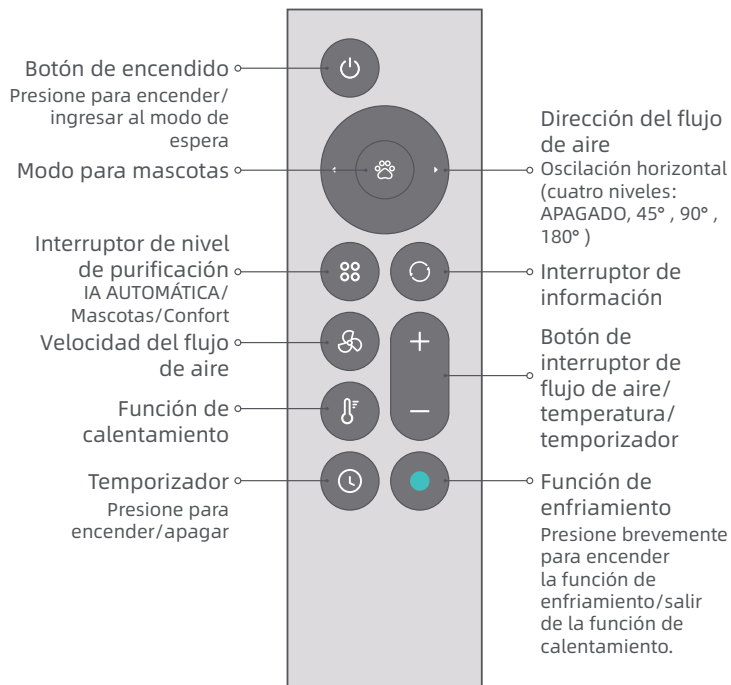 Botón de encendido
Presione para encender/
ingresar al modo de
espera
Modo para mascotas
Interruptor de nivel
de purificación
IA AUTOMÁTICA/
Mascotas/Confort
Velocidad del flujo
de aire
Función de
calentamiento
Temporizador
Presione para
encender/apagar
Dirección del flujo
de aire
Oscilación horizontal
(cuatro niveles:
APAGADO, 45° , 90° ,
180° )
Interruptor de
información
Botón de
interruptor de
flujo de aire/
temperatura/
temporizador
Función de
enfriamiento
Presione brevemente
para encender
la función de
enfriamiento/salir
de la función de
calentamiento.